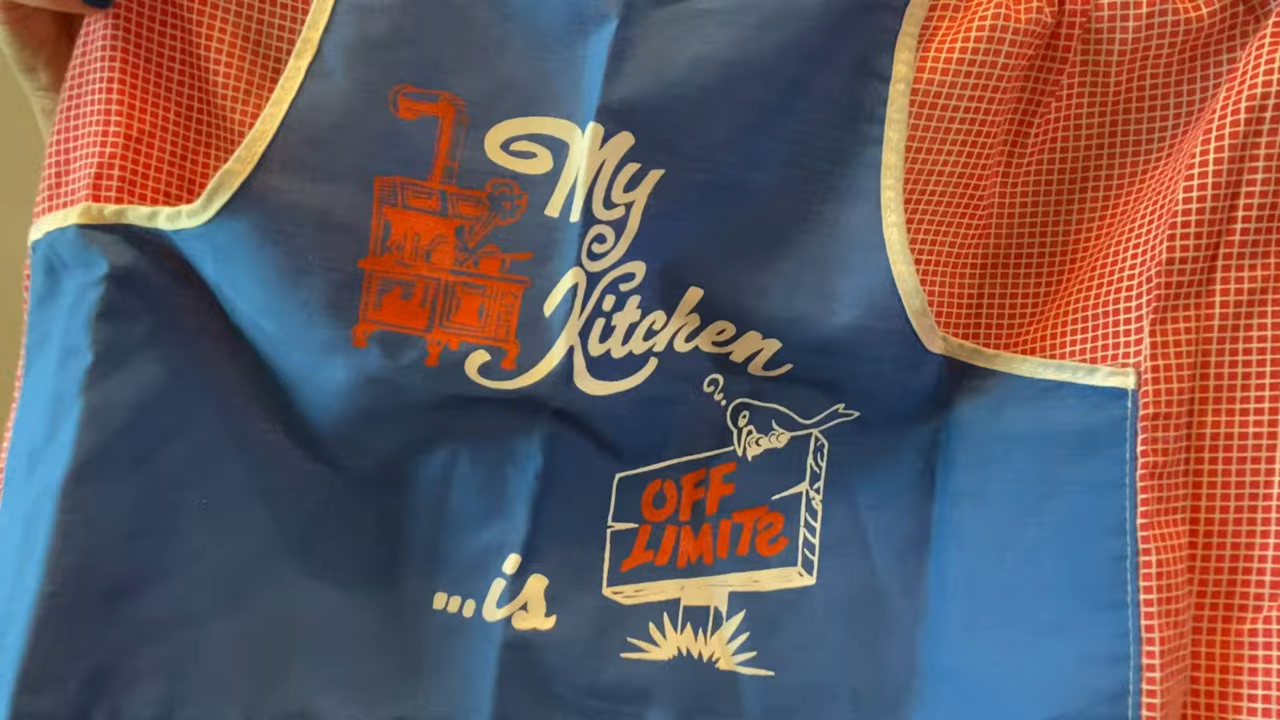 My
Kitchen
?.
OFF
LIMITS
...is